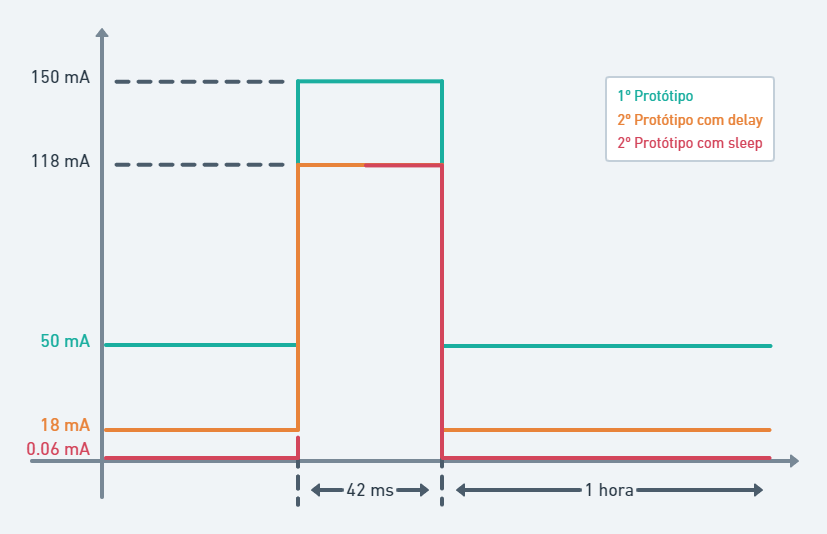 150 mA
1º Protótipo
2º Protótipo com delay
2º Protótipo com sleep
118 mA
50 mA
18 mA
0.06 mA
42 ms
1 hora